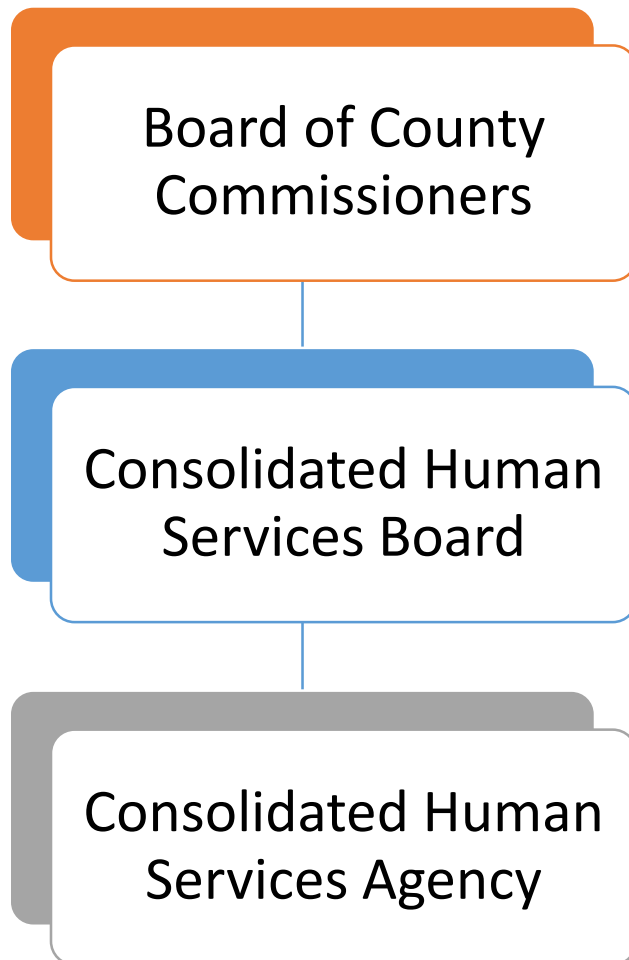 Board of County
Commissioners
Consolidated Human
Services Board
Consolidated Human
Services Agency